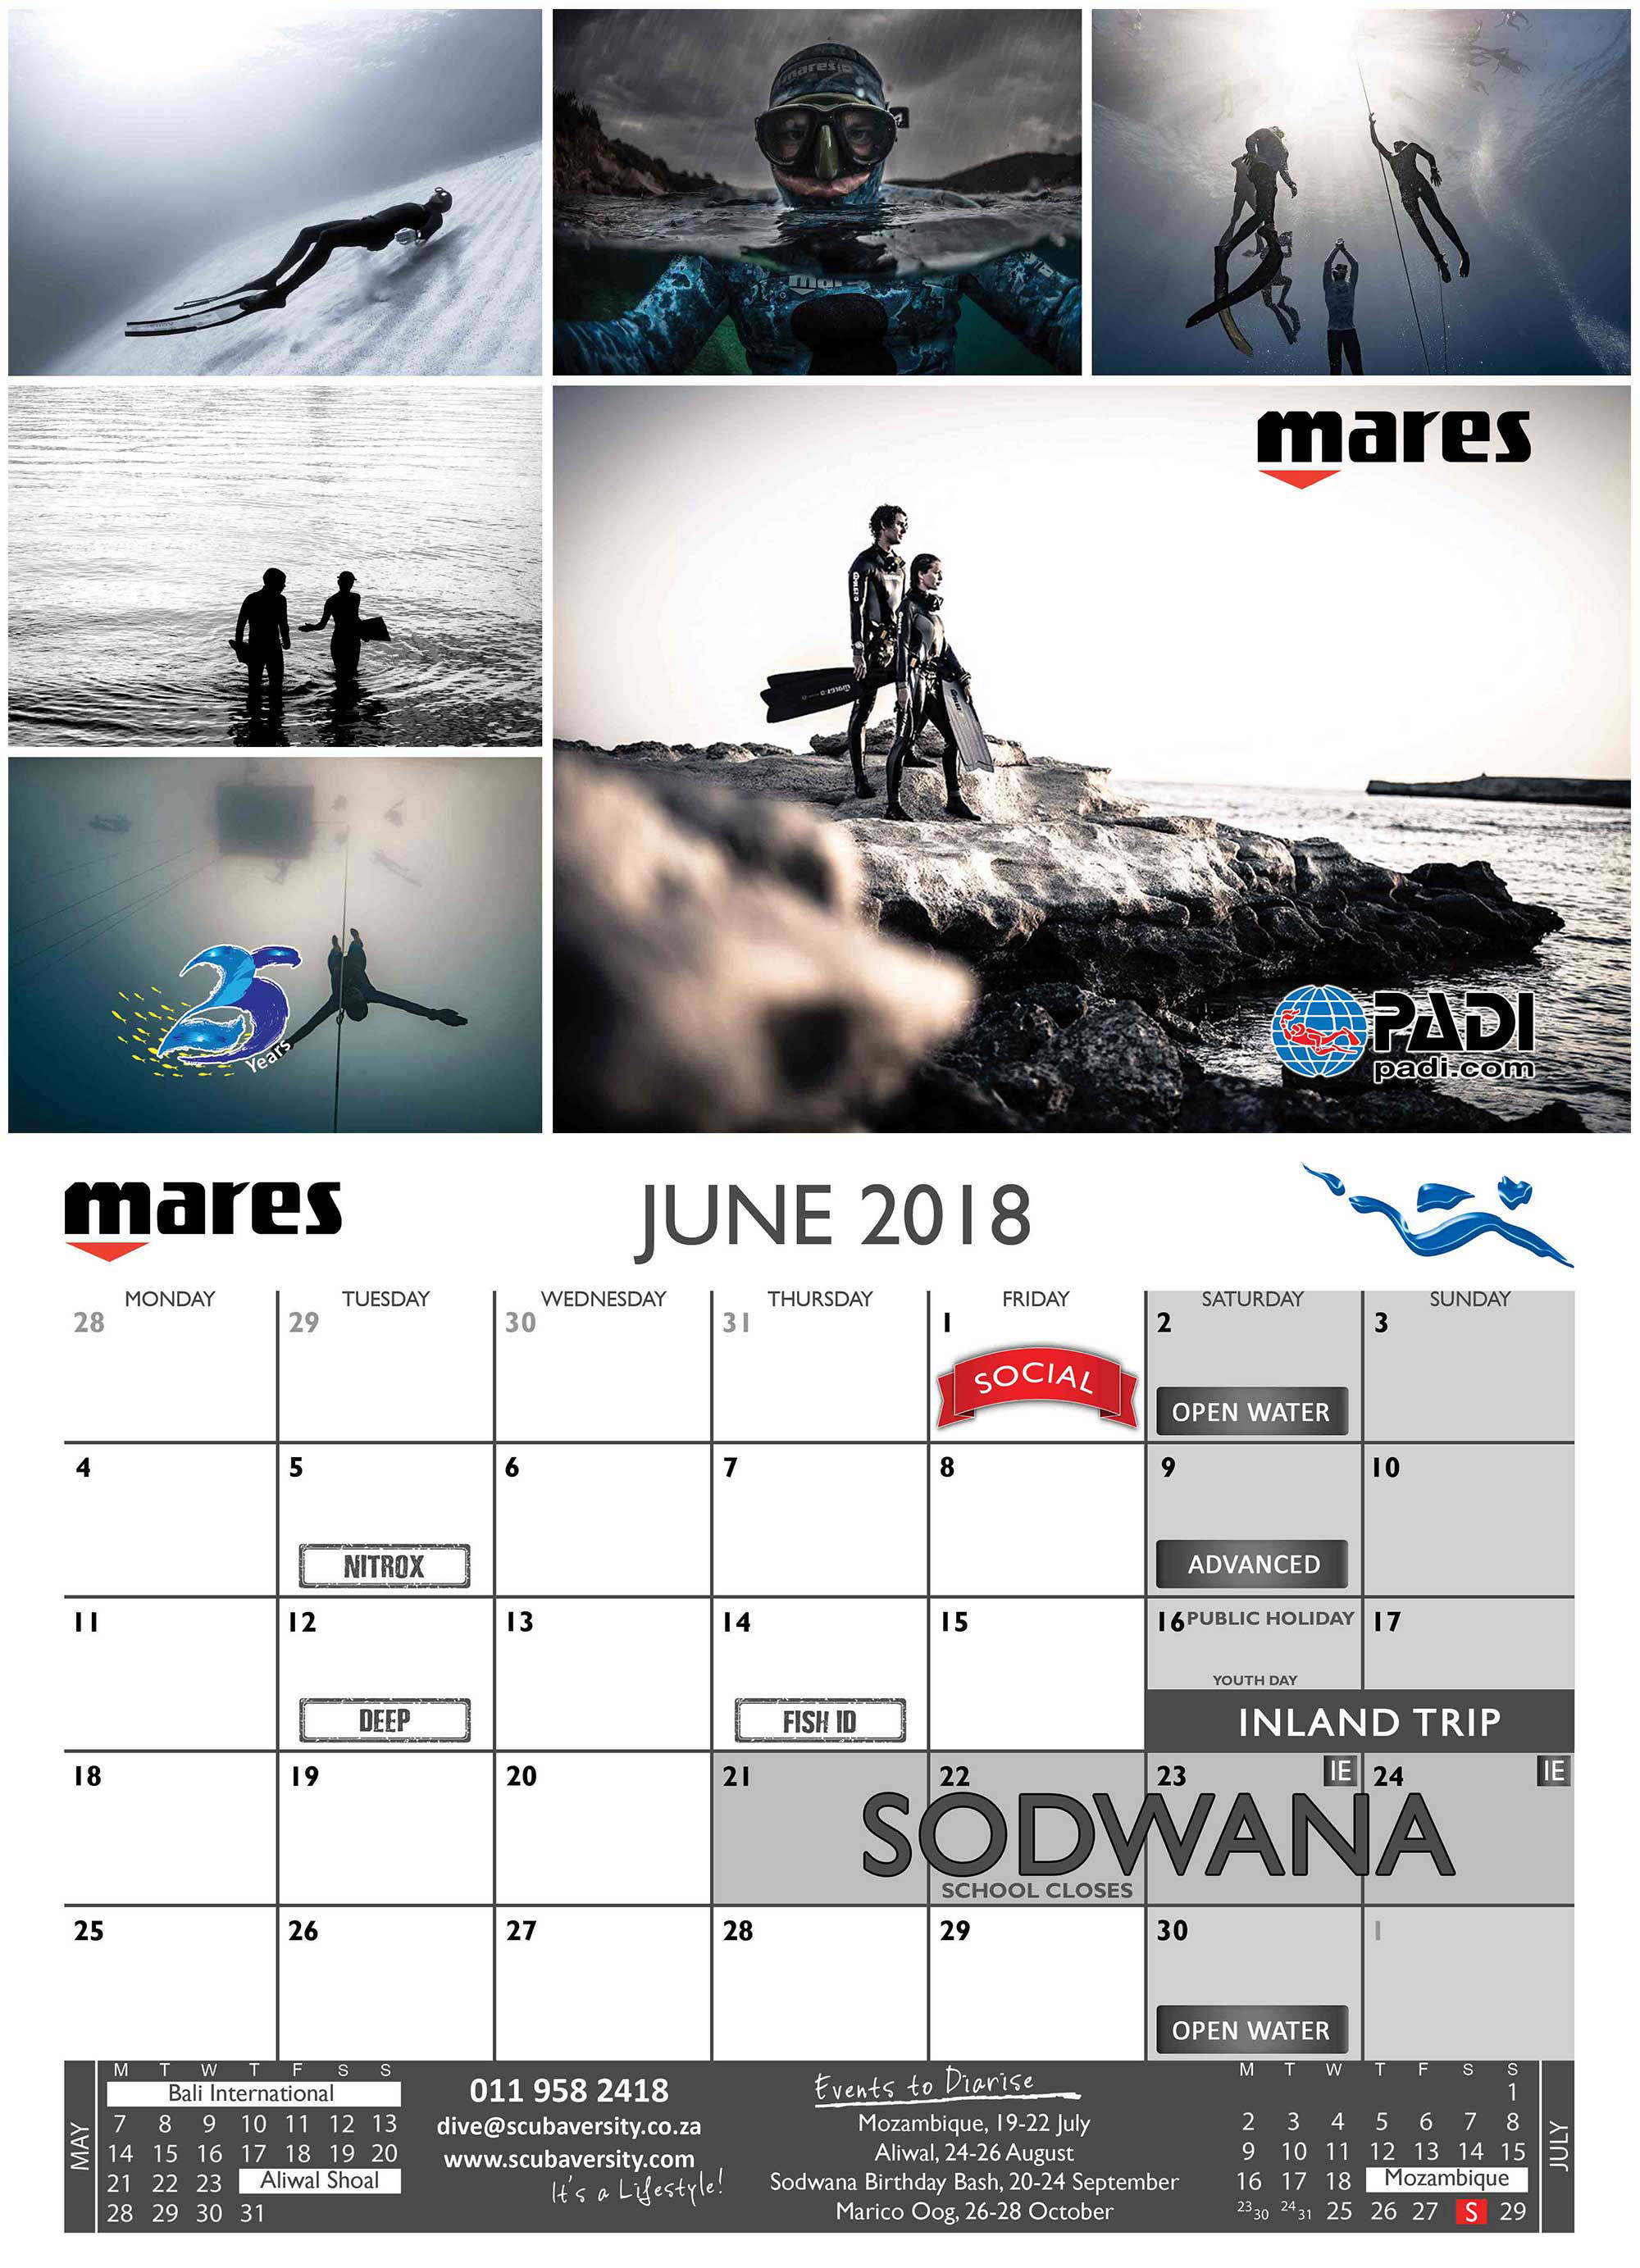 mares
mares
mares
25
Years
PADI
padi.com
mares
JUNE 2018
MONDAY TUESDAY WEDNESDAY THURSDAY FRIDAY SATURDAY SUNDAY
28 29 30 31 1 2 3
SOCIAL
OPEN WATER
4 5 6 7 8 9 10
NITROX ADVANCED
11 12 13 14 15 16 PUBLIC HOLIDAY 17
YOUTH DAY
DEEP FISH ID INLAND TRIP
18 19 20 21 22 23 IE 24 IE
SODWANA
SCHOOL CLOSES
25 26 27 28 29 30 1
OPEN WATER
MAY
M T W T F S S
Bali International
7 8 9 10 11 12 13
14 15 16 17 18 19 20
21 22 23 Aliwal Shoal
28 29 30 31
011 958 2418
dive@scubaversity.co.za
www.scubaversity.com
It's a Lifestyle!
Events to Diarise
Mozambique, 19-22 July
Aliwal, 24-26 August
Sodwana Birthday Bash, 20-24 September
Marico Oog, 26-28 October
M T W T F S S
1
2 3 4 5 6 7 8
9 10 11 12 13 14 15
16 17 18 Mozambique
23 30 24 31 25 26 27 S 29
JULY